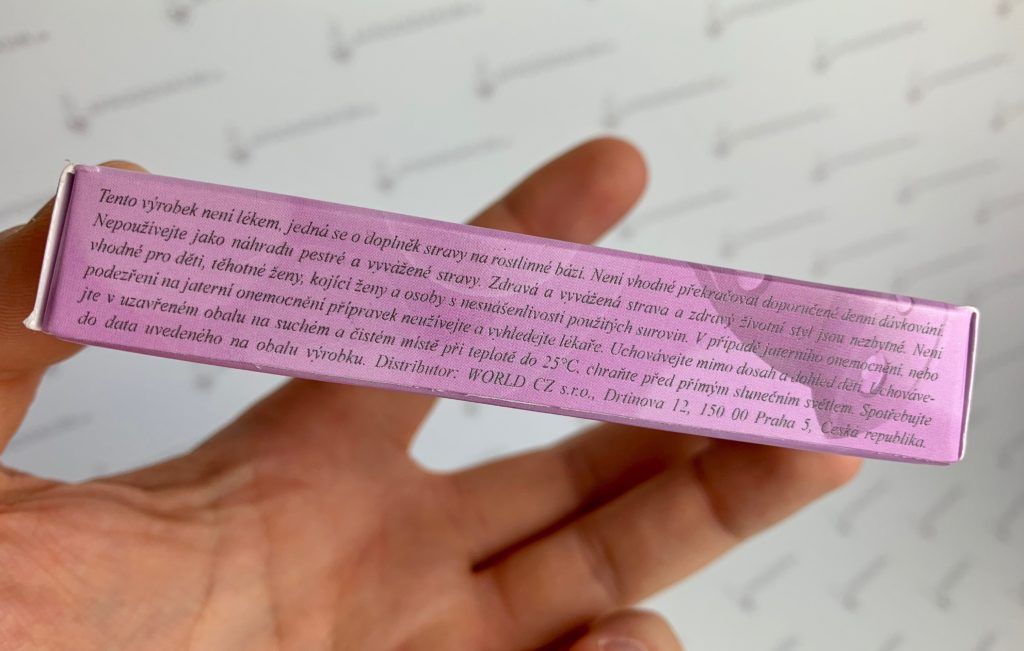 Tento výrobek není lékem, jedná se o doplněk stravy na rostlinné bázi. Není vhodné překračovat doporučené denní dávkování.
Nepoužívejte jako náhradu pestré a vyvážené stravy. Zdravá a vyvážená strava a zdravý životní styl jsou nezbytné. Není
vhodné pro děti, těhotné ženy, kojící ženy a osoby s nesnášenlivostí použitých surovin. V případě jaterního onemocnění, nebo
podezření na jaterní onemocnění přípravek neužívejte a vyhledejte lékaře. Uchovávejte mimo dosah a dohled dětí. Uchováve-
jte v uzavřeném obalu na suchém a čistém místě při teplotě do 25°C, chraňte před přímým slunečním světlem. Spotřebujte
do data uvedeného na obalu výrobku. Distributor: WORLD CZ s.r.o., Drtinova 12, 150 00 Praha 5, Česká republika.